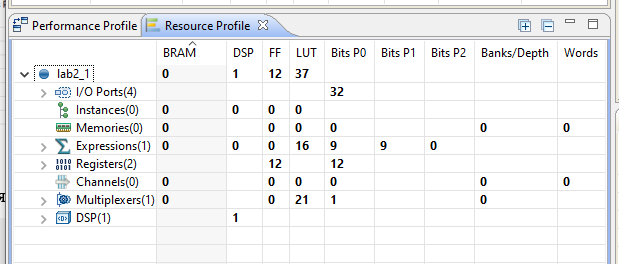 Performance Profile Resource Profile
BRAM DSP FF LUT Bits P0 Bits P1 Bits P2 Banks/Depth Words
lab2_1 0 1 12 37
I/O Ports(4) 32
Instances(0) 0 0 0 0
Memories(0) 0 0 0 0 0 0
Expressions(1) 0 0 0 16 9 9 0
Registers(2) 12 12
Channels(0) 0 0 0 0 0 0
Multiplexers(1) 0 0 21 1 0
DSP(1) 1